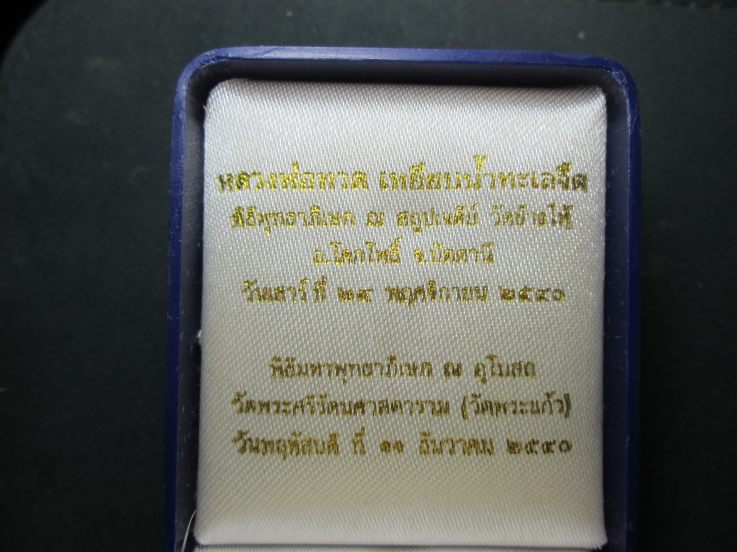 หลวงพ่อทวด เหยียบน้ำทะเลจืด
พิธีพุทธาภิเษก ณ สถูปเจดีย์ วัดช้างให้
อ.โคกโพธิ์ จ.ปัตตานี
วันเสาร์ที่ ๒๙ พฤศจิกายน ๒๕๔๐
พิธีมหาพุทธาภิเษก ณ อุโบสถ
วัดพระศรีรัตนศาสดาราม (วัดพระแก้ว)
วันพฤหัสบดี ที่ ๑๑ ธันวาคม ๒๕๔๐